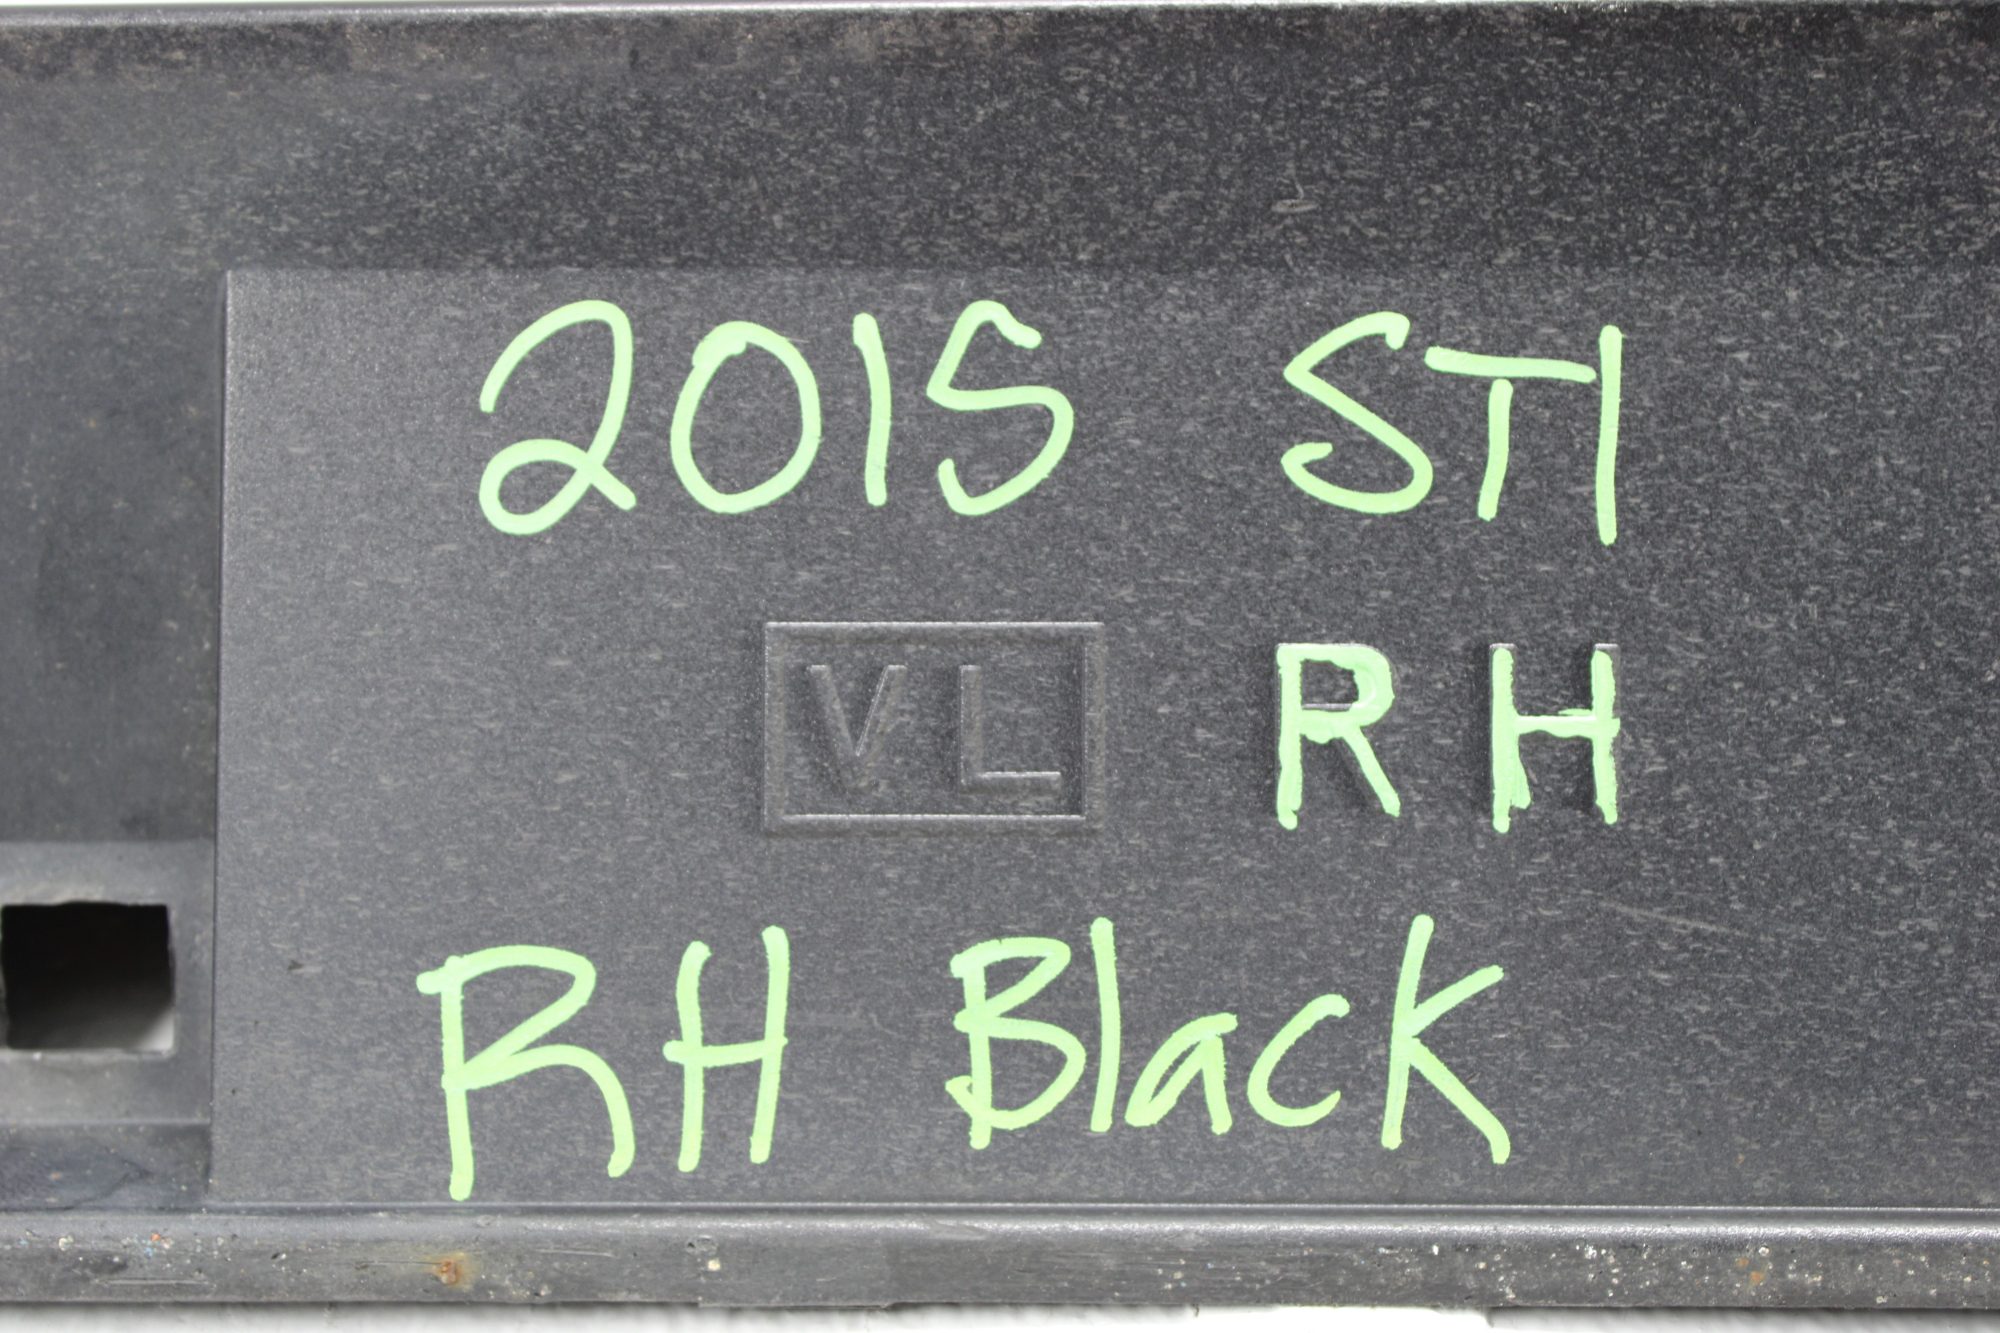 2015 STI
VL RH
RH Black